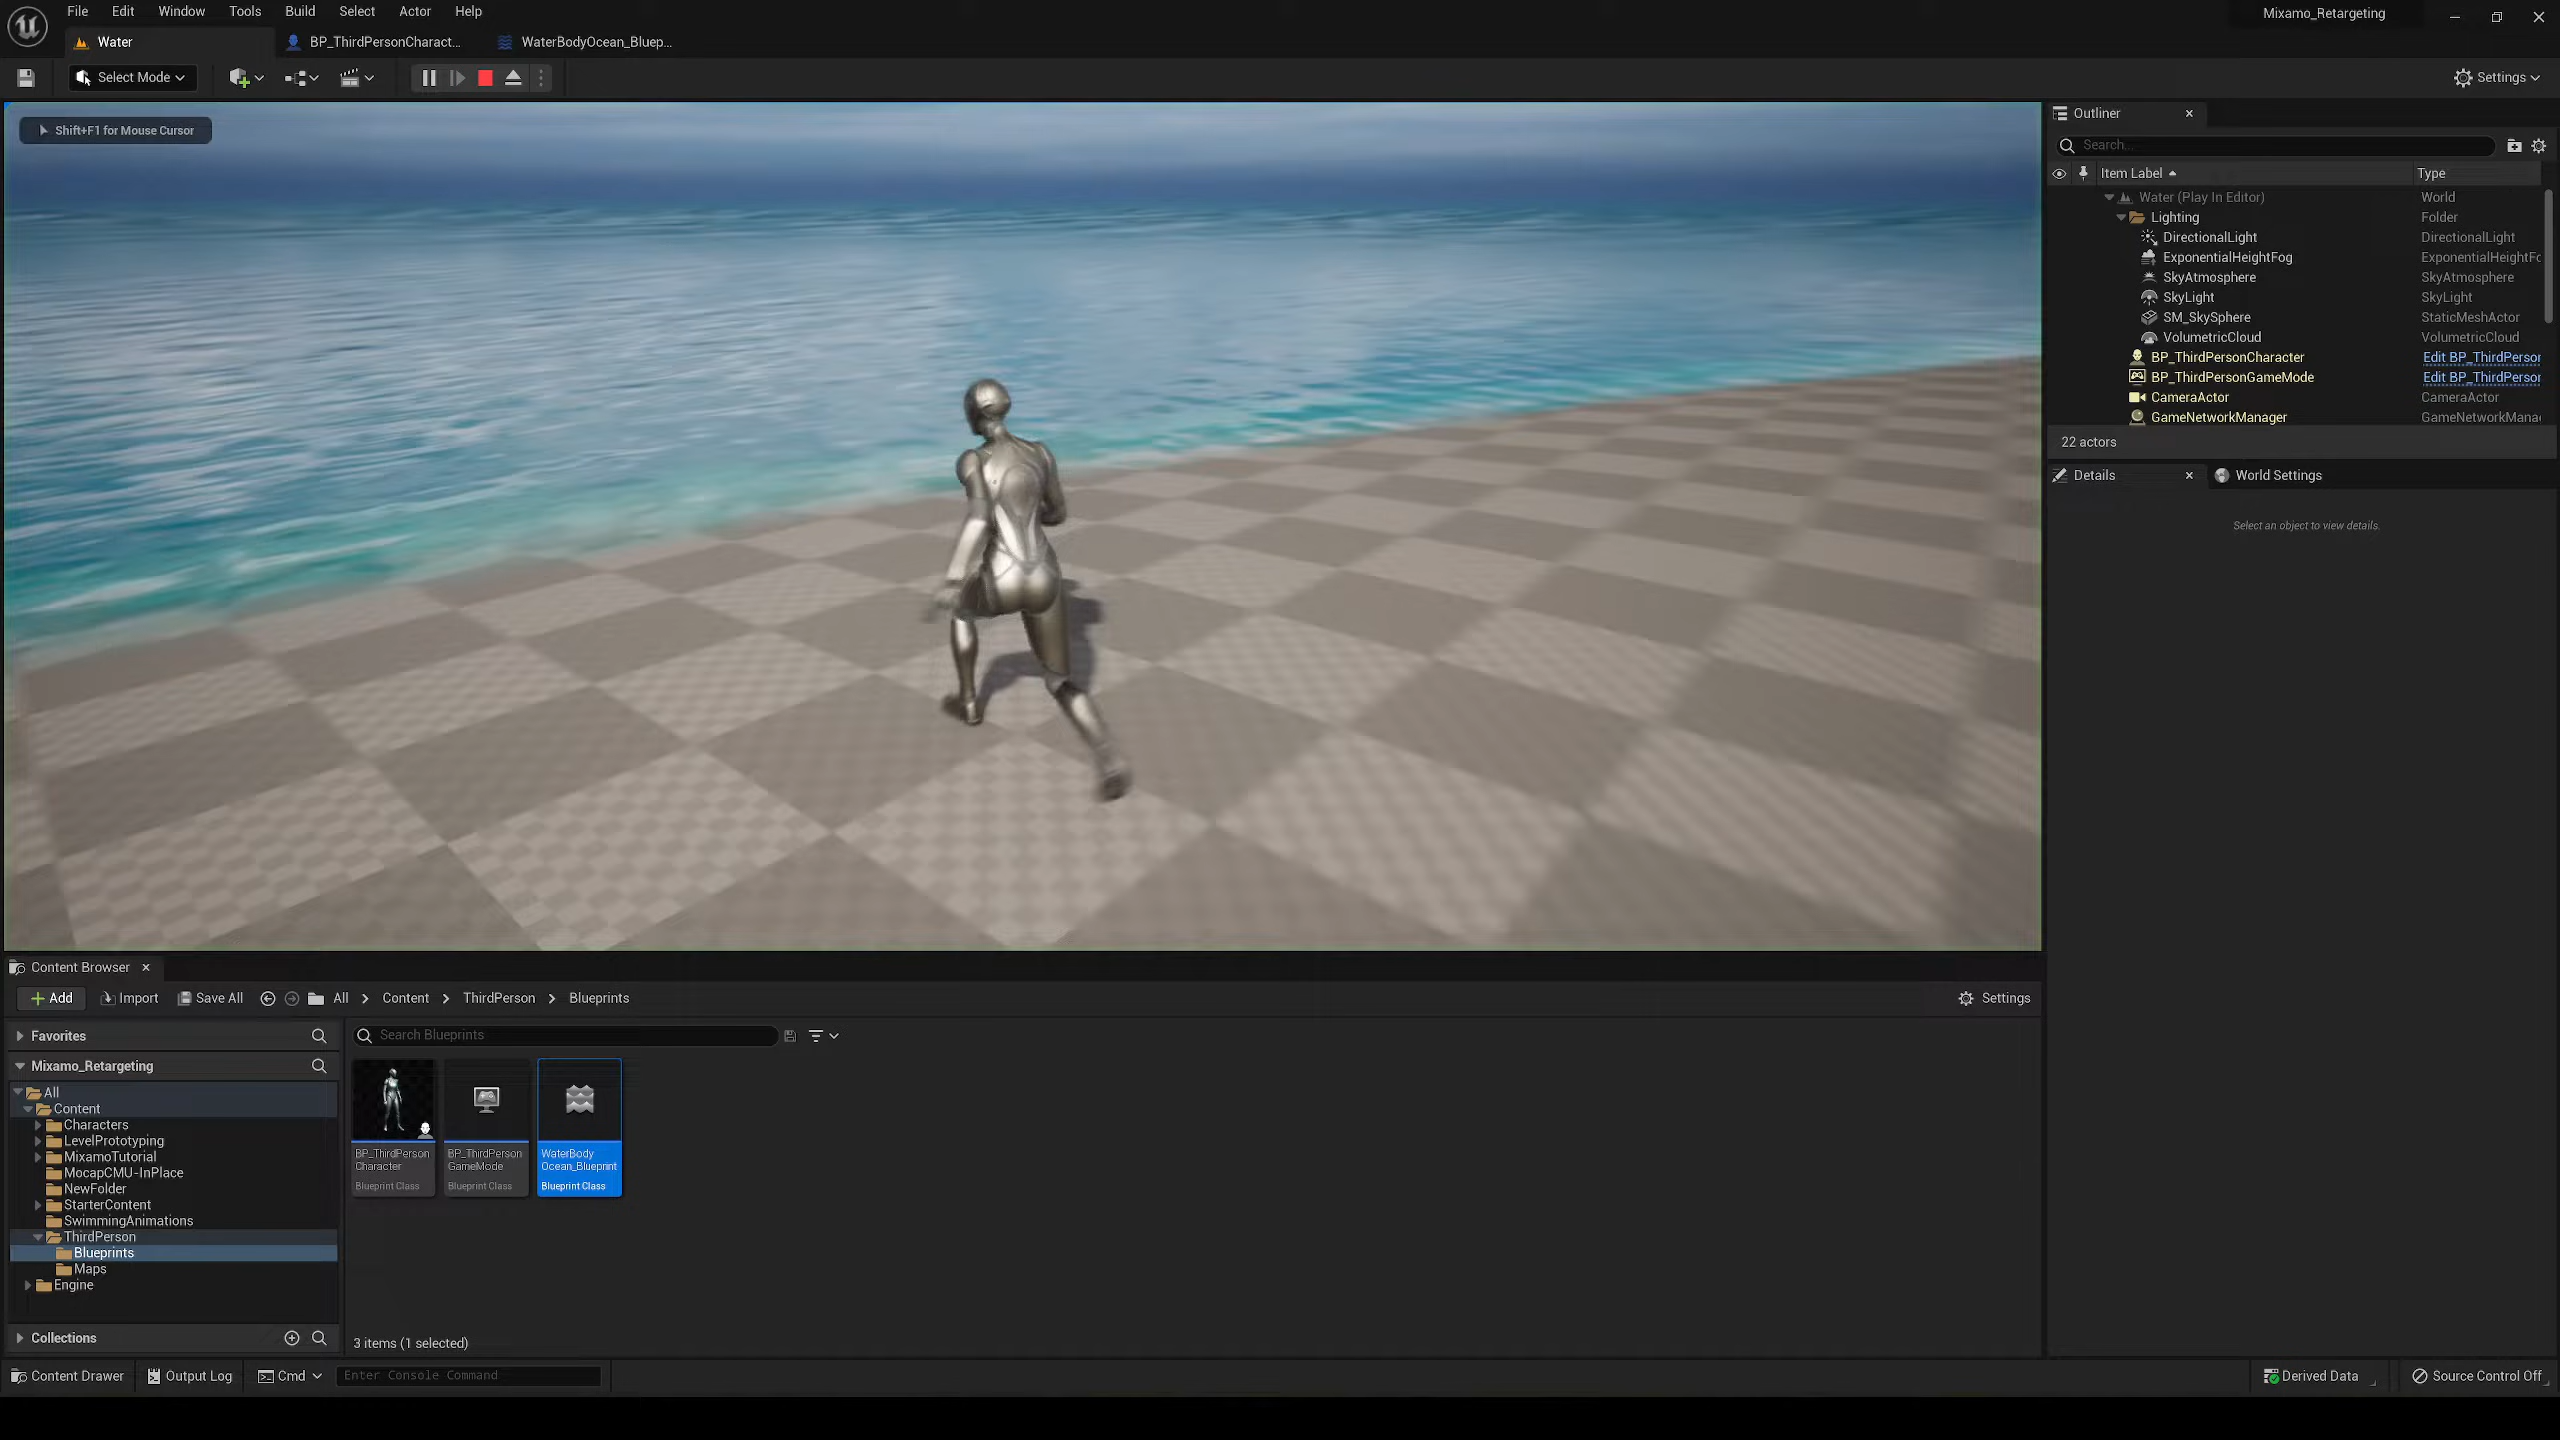 File Edit Window Tools Build Select Actor Help
Mixamo_Retargeting
Water
BP_ThirdPersonCharact...
WaterBodyOcean_Bluep...
Select Mode
Settings
Shift+F1 for Mouse Cursor
Outliner
Search...
Item Label Type
Water (Play In Editor) World
Lighting Folder
DirectionalLight DirectionalLight
ExponentialHeightFog ExponentialHeightFo
SkyAtmosphere SkyAtmosphere
SkyLight SkyLight
SM_SkySphere StaticMeshActor
VolumetricCloud VolumetricCloud
BP_ThirdPersonCharacter Edit BP_ThirdPerson
BP_ThirdPersonGameMode Edit BP_ThirdPerson
CameraActor CameraActor
GameNetworkManager GameNetworkMana
22 actors
Details
World Settings
Select an object to view details.
Content Browser
Add Import Save All All Content ThirdPerson Blueprints
Settings
Favorites
Search Blueprints
Mixamo_Retargeting
All
Content
Characters
LevelPrototyping
MixamoTutorial
MocapCMU-InPlace
NewFolder
StarterContent
SwimmingAnimations
ThirdPerson
Blueprints
Maps
Engine
Collections
BP_ThirdPerson
Character
Blueprint Class
BP_ThirdPerson
GameMode
Blueprint Class
WaterBody
Ocean_Blueprint
Blueprint Class
3 items (1 selected)
Content Drawer Output Log Cmd Enter Console Command
Derived Data Source Control Off